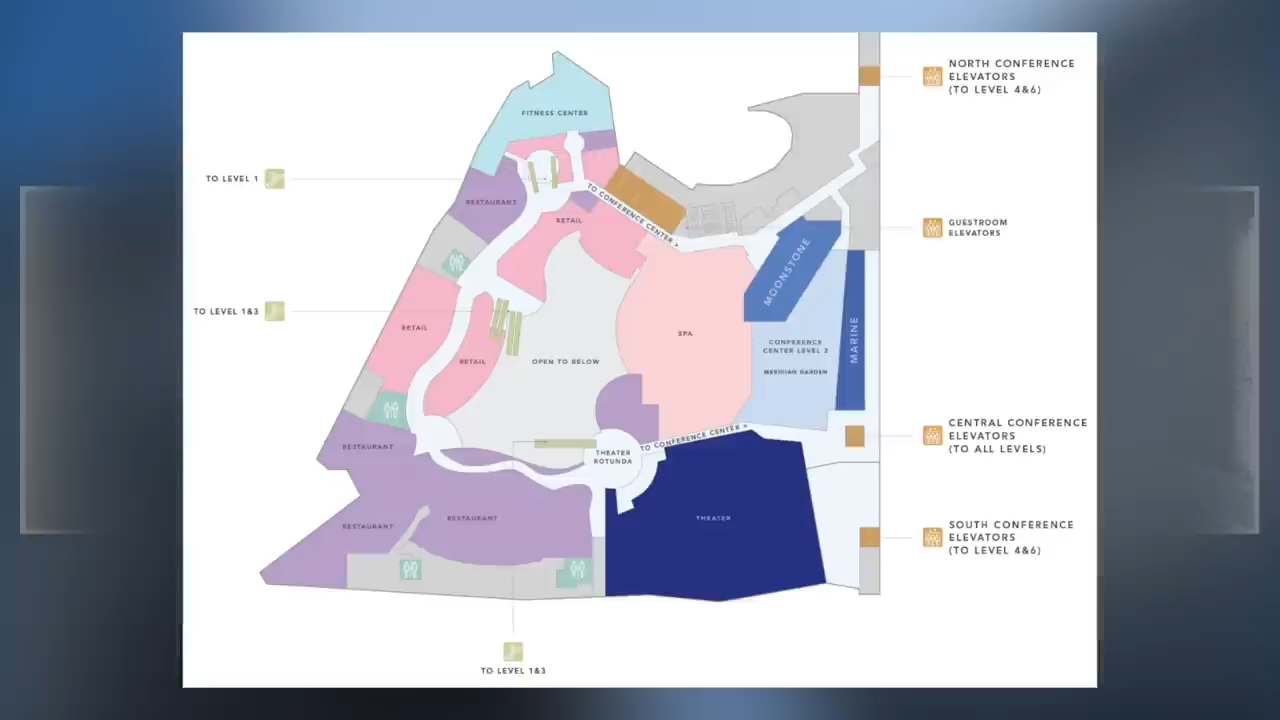 NORTH CONFERENCE
ELEVATORS
(TO LEVEL 4&6)
FITNESS CENTER
TO LEVEL 1
RESTAURANT
TO CONFERENCE CENTER >
RETAIL
GUESTROOM
ELEVATORS
MOONSTONE
TO LEVEL 1&3
RETAIL
RETAIL
OPEN TO BELOW
SPA
CONFERENCE
CENTER LEVEL 2
MERIDIAN GARDEN
MARINE
CENTRAL CONFERENCE
ELEVATORS
(TO ALL LEVELS)
RESTAURANT
THEATER
ROTUNDA
TO CONFERENCE CENTER >
RESTAURANT
RESTAURANT
THEATER
SOUTH CONFERENCE
ELEVATORS
(TO LEVEL 4&6)
TO LEVEL 1&3